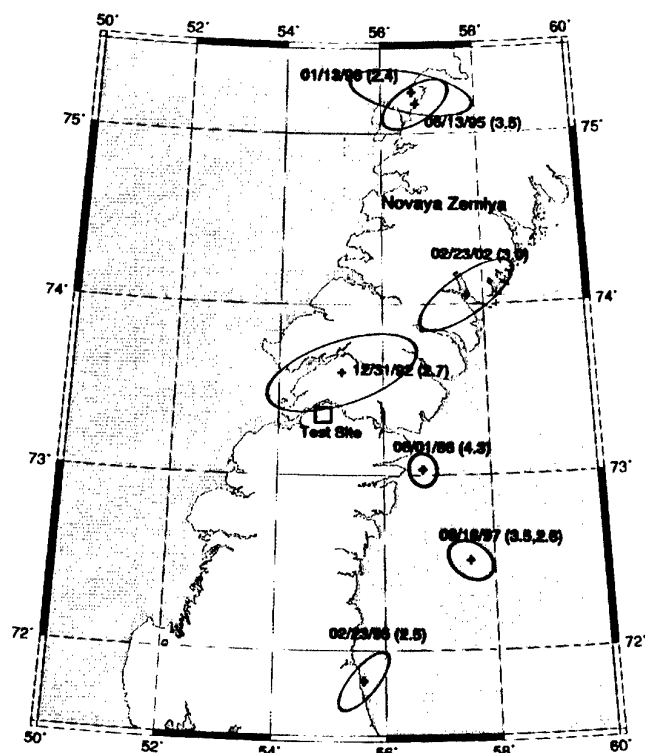 50° 52° 54° 56° 58° 60°
75° 75°
01/13/96 (2.4)
06/13/95 (3.5)
Novaya Zemlya
02/23/02 (3.0)
74° 74°
12/31/92 (2.7)
Test Site
73° 73°
08/01/86 (4.3)
08/16/97 (3.5,2.6)
72° 72°
02/23/95 (2.5)
50° 52° 54° 56° 58° 60°